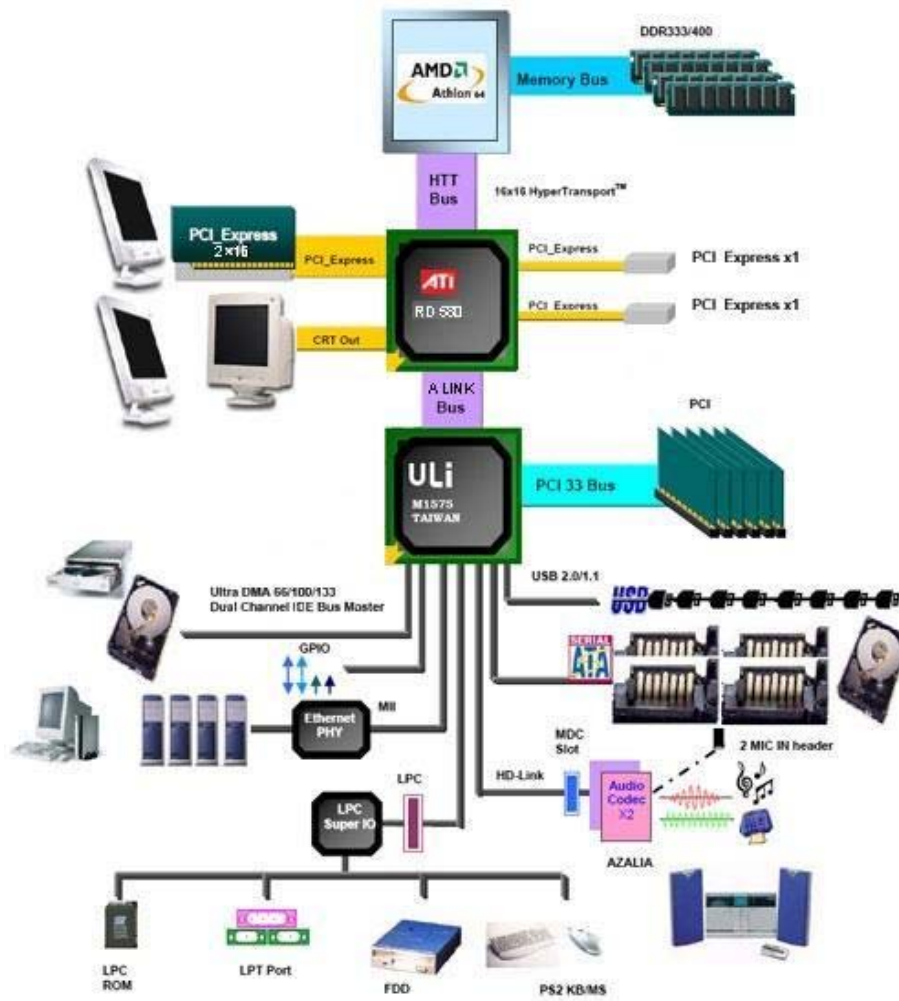 DDR333/400
AMD
Athlon 64
Memory Bus
HTT
Bus
16x16 HyperTransport™
PCI_Express
2×16
PCI_Express
PCI_Express
PCI Express x1
ATI
RD 580
PCI_Express
PCI Express x1
CRT Out
A LINK
Bus
PCI
ULi
M1575
TAIWAN
PCI 33 Bus
USB 2.0/1.1
Ultra DMA 66/100/133
Dual Channel IDE Bus Master
USB
SERIAL
ATA
GPIO
MII
Ethernet
PHY
MDC
Slot
2 MIC IN header
HD-Link
LPC
Audio
Codec
X2
LPC
Super IO
AZALIA
LPC
ROM
LPT Port
FDD
PS2 KB/MS